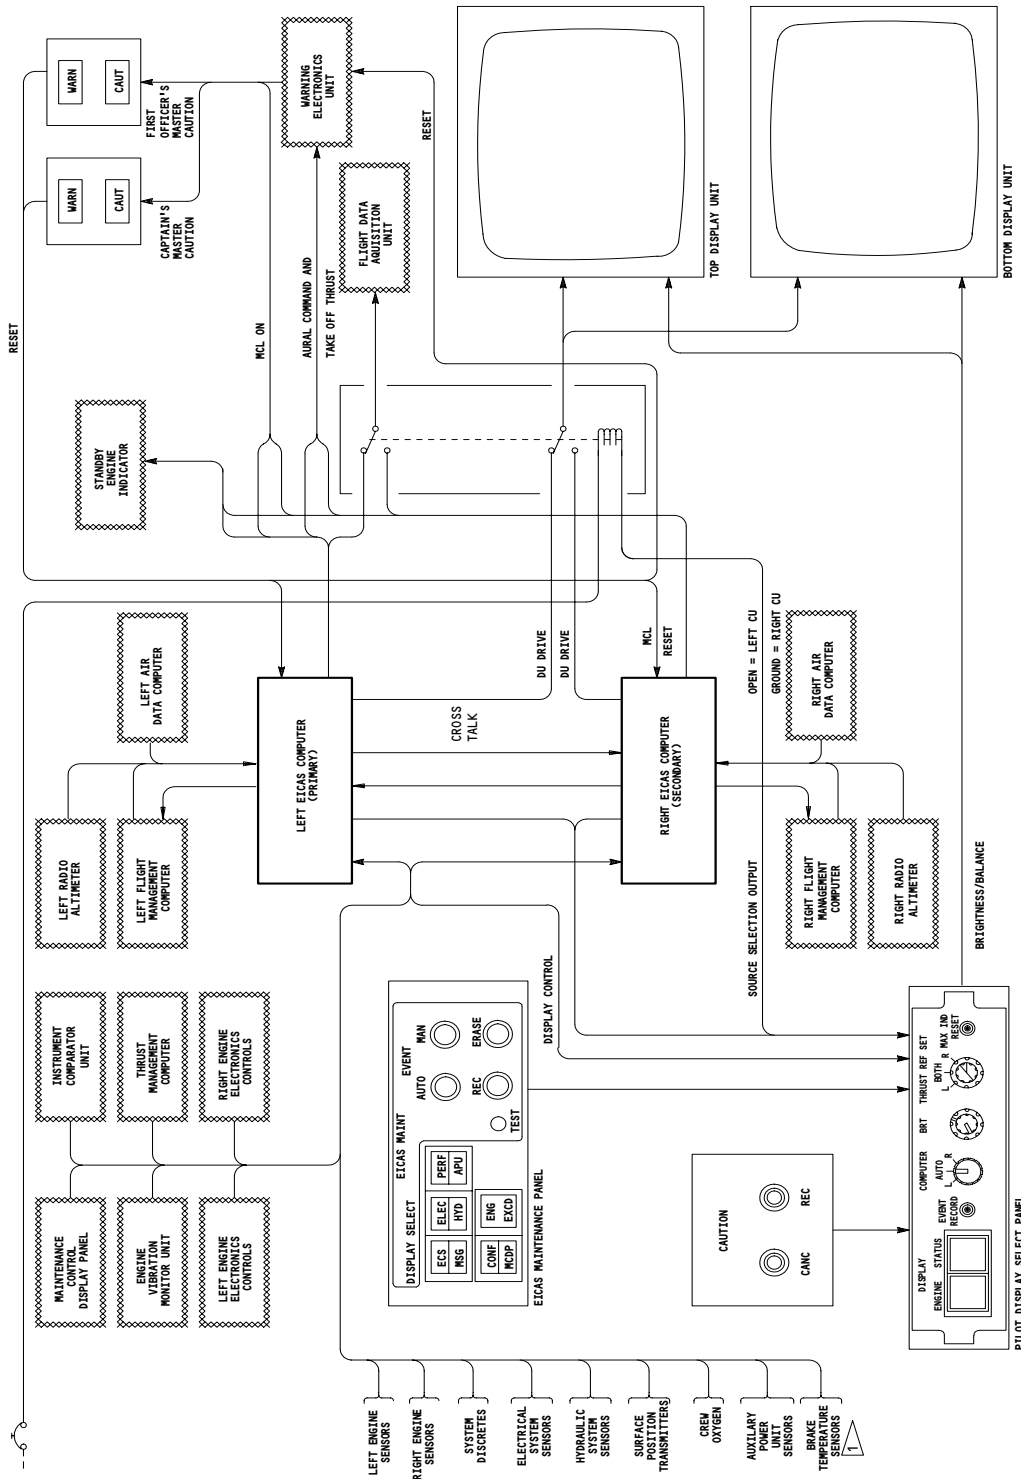 LEFT ENGINE
SENSORS
RIGHT ENGINE
SENSORS
SYSTEM
DISCRETES
ELECTRICAL
SYSTEM
SENSORS
HYDRAULIC
SYSTEM
SENSORS
SURFACE
POSITION
TRANSMITTERS
CREW
OXYGEN
AUXILARY
POWER
UNIT
SENSORS
BRAKE
TEMPERATURE
SENSORS
1
MAINTENANCE
CONTROL
DISPLAY PANEL
ENGINE
VIBRATION
MONITOR UNIT
LEFT ENGINE
ELECTRONICS
CONTROLS
INSTRUMENT
COMPARATOR
UNIT
THRUST
MANAGEMENT
COMPUTER
RIGHT ENGINE
ELECTRONICS
CONTROLS
EICAS MAINT
DISPLAY SELECT
ECS
MSG
ELEC
HYD
PERF
APU
CONF
MCDP
ENG
EXCD
EVENT
AUTO
MAN
REC
ERASE
TEST
EICAS MAINTENANCE PANEL
DISPLAY CONTROL
CAUTION
CANC
REC
DISPLAY
ENGINE
STATUS
EVENT
RECORD
COMPUTER
L
AUTO
R
BRT
THRUST REF SET
L
BOTH
R
MAX IND
RESET
PILOT DISPLAY SELECT PANEL
LEFT RADIO
ALTIMETER
LEFT FLIGHT
MANAGEMENT
COMPUTER
LEFT AIR
DATA COMPUTER
LEFT EICAS COMPUTER
(PRIMARY)
CROSS
TALK
RIGHT EICAS COMPUTER
(SECONDARY)
RIGHT FLIGHT
MANAGEMENT
COMPUTER
RIGHT RADIO
ALTIMETER
RIGHT AIR
DATA COMPUTER
SOURCE SELECTION OUTPUT
OPEN = LEFT CU
GROUND = RIGHT CU
BRIGHTNESS/BALANCE
DU DRIVE
DU DRIVE
MCL
RESET
STANDBY
ENGINE
INDICATOR
RESET
MCL ON
AURAL COMMAND AND
TAKE OFF THRUST
FLIGHT DATA
AQUISITION
UNIT
WARNING
ELECTRONICS
UNIT
RESET
WARN
CAUT
CAPTAIN'S
MASTER
CAUTION
WARN
CAUT
FIRST
OFFICER'S
MASTER
CAUTION
TOP DISPLAY UNIT
BOTTOM DISPLAY UNIT